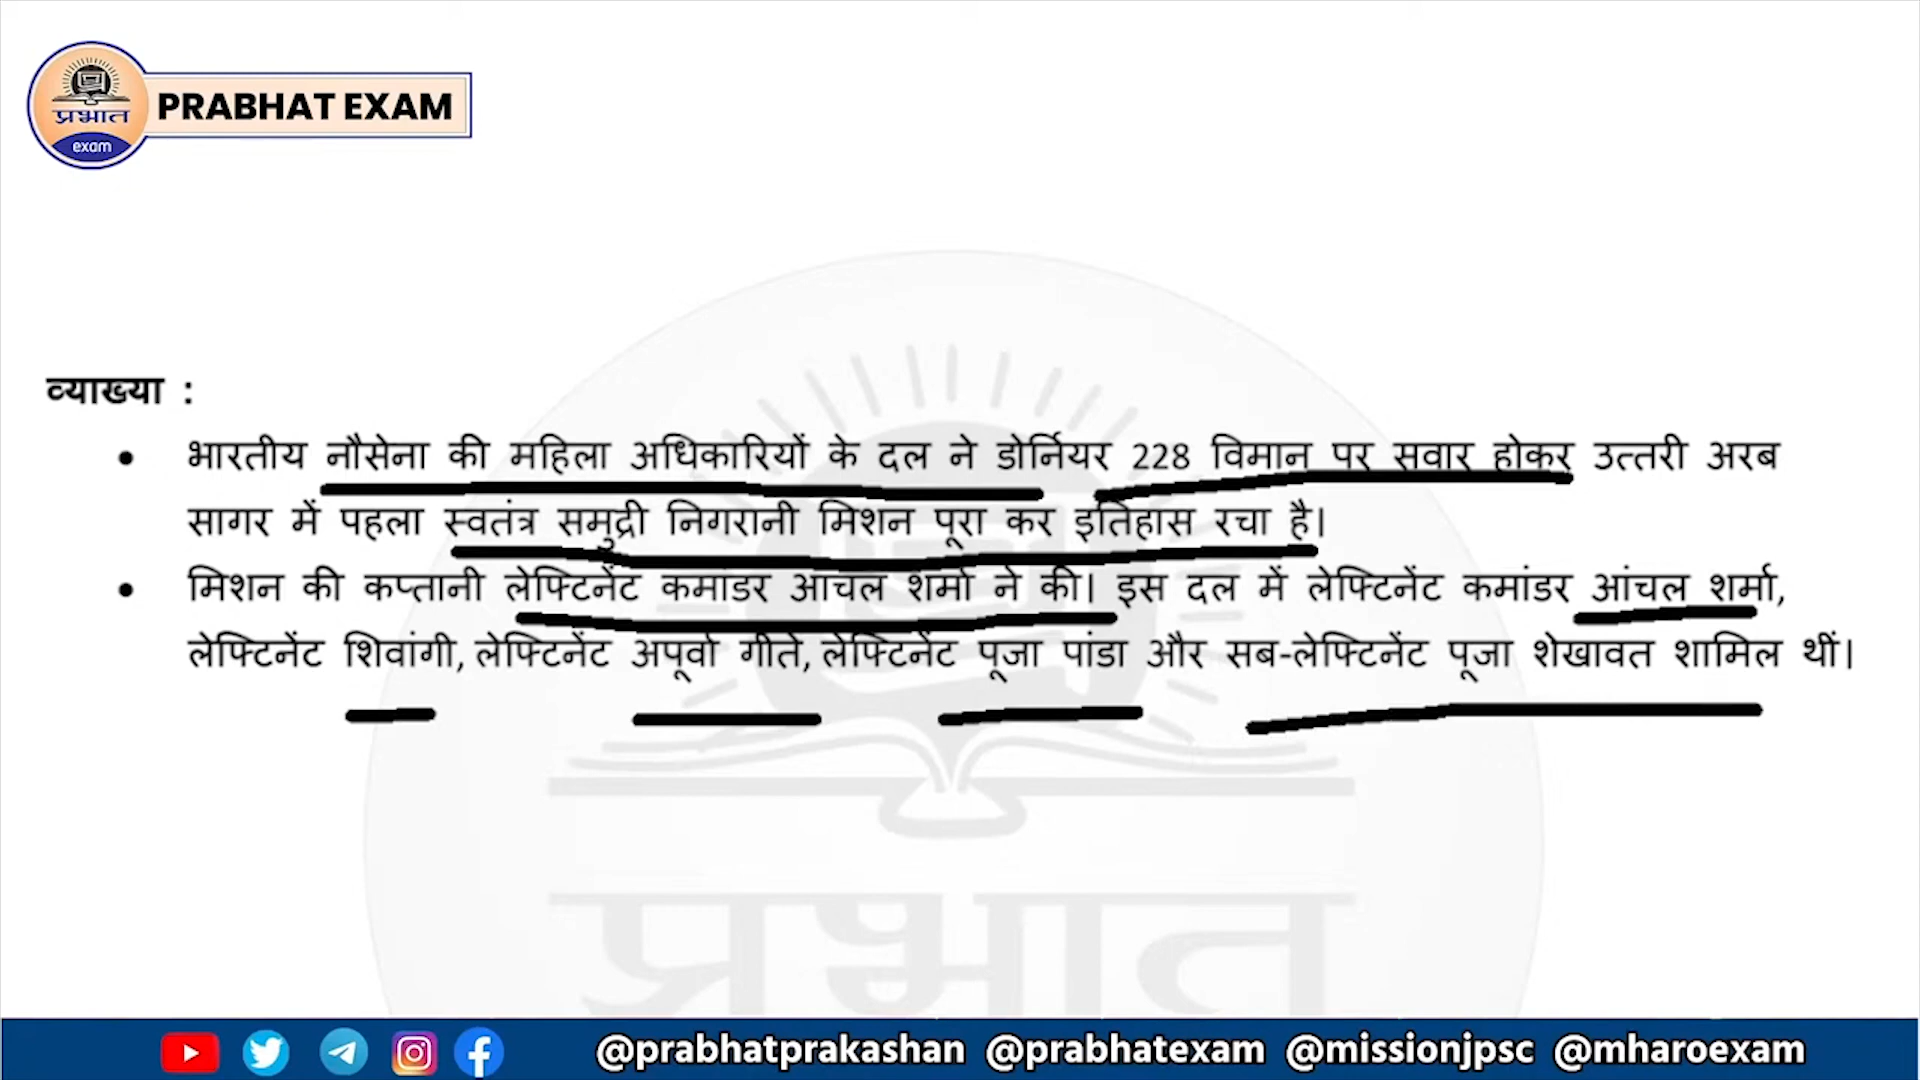 प्रभात
exam
PRABHAT EXAM
व्याख्या :
• भारतीय नौसेना की महिला अधिकारियों के दल ने डोर्नियर 228 विमान पर सवार होकर उत्तरी अरब
सागर में पहला स्वतंत्र समुद्री निगरानी मिशन पूरा कर इतिहास रचा है।
• मिशन की कप्तानी लेफ्टिनेंट कमांडर आंचल शर्मा ने की। इस दल में लेफ्टिनेंट कमांडर आंचल शर्मा,
लेफ्टिनेंट शिवांगी, लेफ्टिनेंट अपूर्वा गीते, लेफ्टिनेंट पूजा पांडा और सब-लेफ्टिनेंट पूजा शेखावत शामिल थीं।
प्रभात
@prabhatprakashan @prabhatexam @missionjpsc @mharoexam